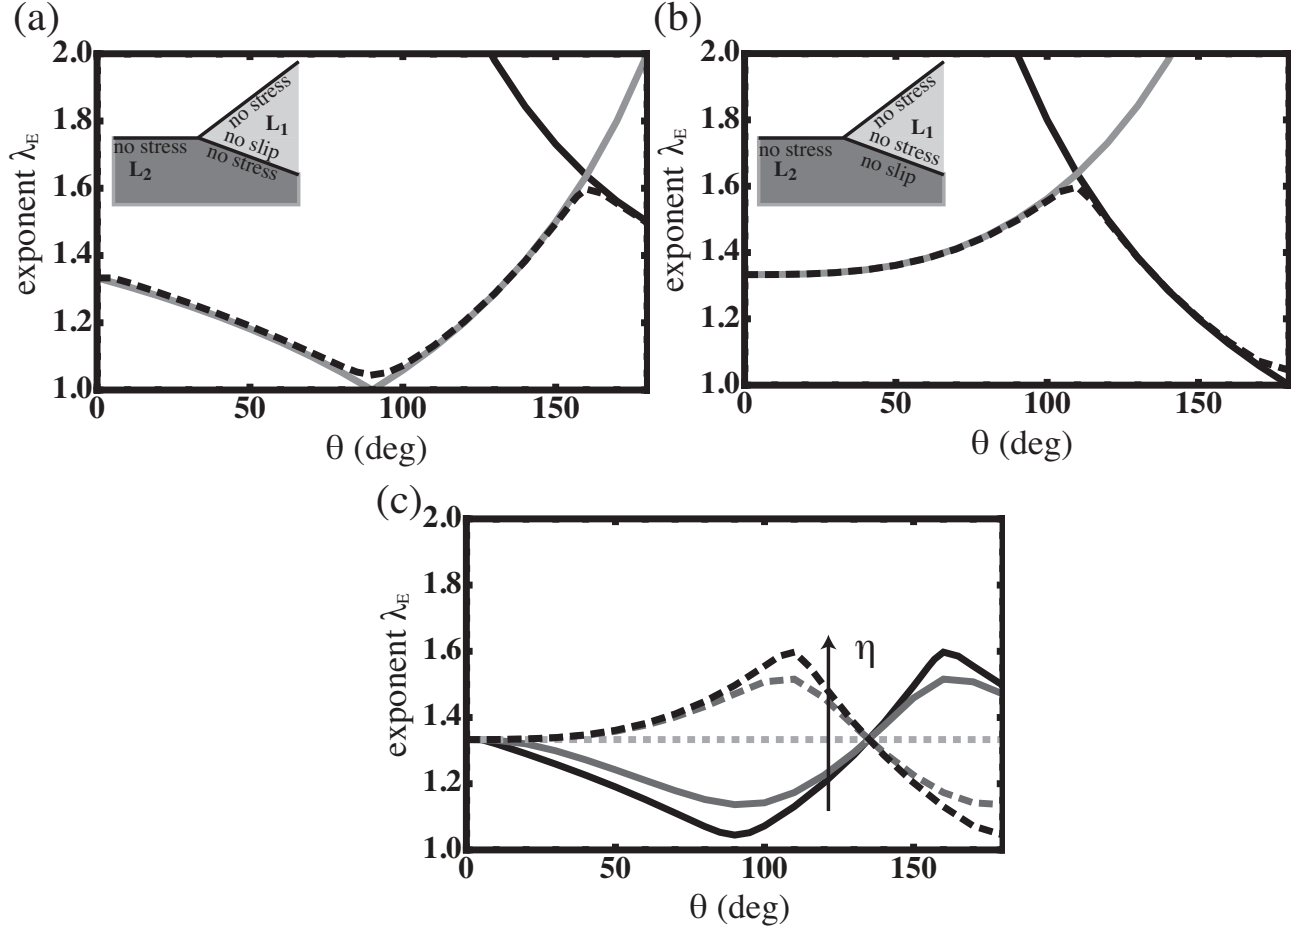 (a)
2.0
1.8
1.6
1.4
1.2
1.0
exponent λE
no stress
L1
no slip
no stress
no stress
L2
0
50
100
150
θ (deg)
(b)
2.0
1.8
1.6
1.4
1.2
1.0
exponent λE
no stress
L1
no stress
no slip
no stress
L2
0
50
100
150
θ (deg)
(c)
2.0
1.8
1.6
1.4
1.2
1.0
exponent λE
η
0
50
100
150
θ (deg)